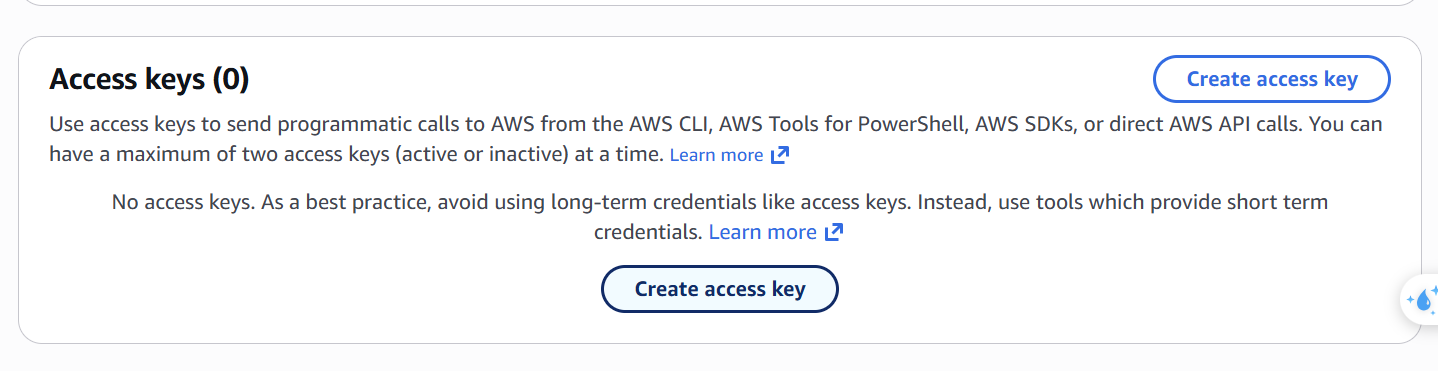 Access keys (0)
Create access key
Use access keys to send programmatic calls to AWS from the AWS CLI, AWS Tools for PowerShell, AWS SDKs, or direct AWS API calls. You can
have a maximum of two access keys (active or inactive) at a time. Learn more
No access keys. As a best practice, avoid using long-term credentials like access keys. Instead, use tools which provide short term
credentials. Learn more
Create access key